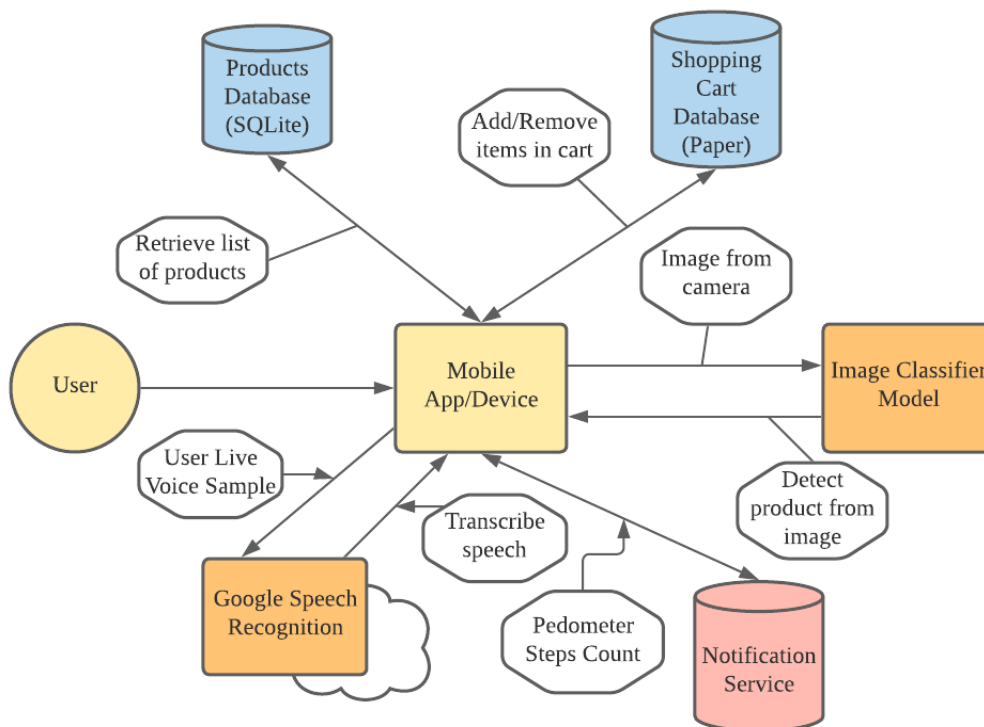 Products
Database
(SQLite)
Shopping
Cart
Database
(Paper)
Add/Remove
items in cart
Retrieve list
of products
Image from
camera
User
Mobile
App/Device
Image Classifier
Model
User Live
Voice Sample
Transcribe
speech
Detect
product from
image
Google Speech
Recognition
Pedometer
Steps Count
Notification
Service